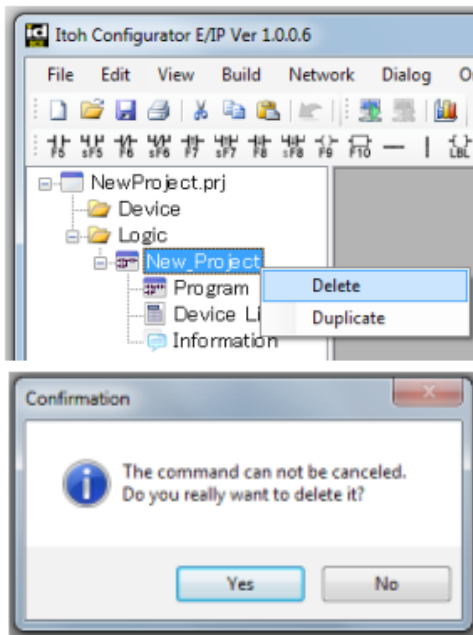 Itoh Configurator E/IP Ver 1.0.0.6
File Edit View Build Network Dialog
F5 sF5 F6 sF6 F7 sF7 F8 sF8 F9 F10 LBL
NewProject.prj
Device
Logic
New_Project
Program
Delete
Device Li
Duplicate
Information
Confirmation
The command can not be canceled.
Do you really want to delete it?
Yes No